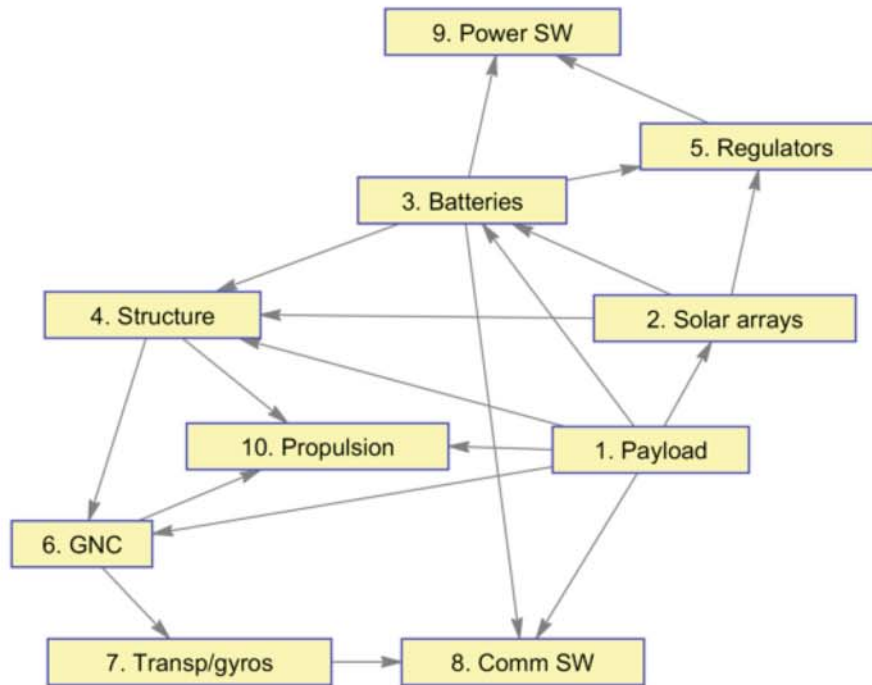 9. Power SW
5. Regulators
3. Batteries
4. Structure
2. Solar arrays
10. Propulsion
1. Payload
6. GNC
7. Transp/gyros
8. Comm SW